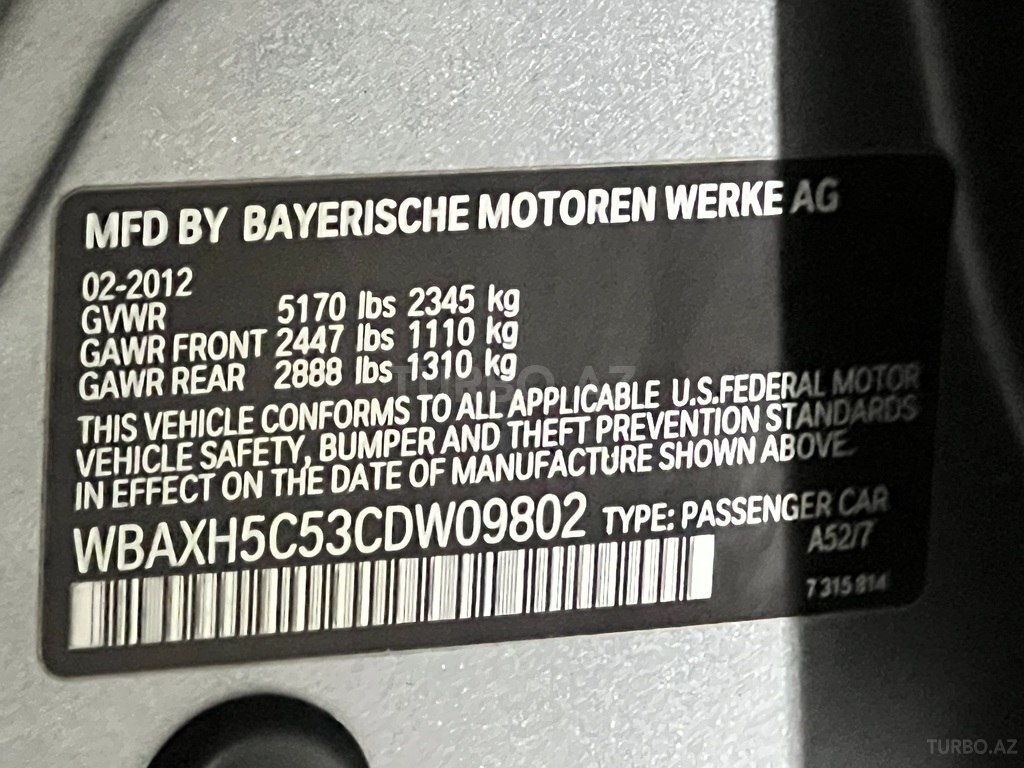 MFD BY BAYERISCHE MOTOREN WERKE AG
02-2012
GVWR 5170 lbs 2345 kg
GAWR FRONT 2447 lbs 1110 kg
GAWR REAR 2888 lbs 1310 kg
THIS VEHICLE CONFORMS TO ALL APPLICABLE U.S.FEDERAL MOTOR
VEHICLE SAFETY, BUMPER AND THEFT PREVENTION STANDARDS
IN EFFECT ON THE DATE OF MANUFACTURE SHOWN ABOVE.
WBAXH5C53CDW09802 TYPE: PASSENGER CAR
A52/7
7 315 814
TURBO.AZ
TURBO.AZ